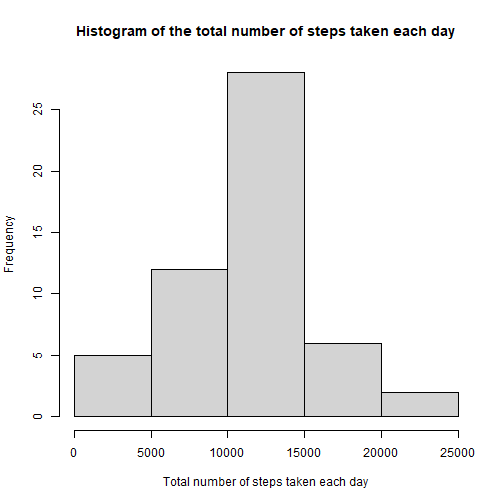 Histogram of the total number of steps taken each day
Frequency
25
20
15
10
5
0
0 5000 10000 15000 20000 25000
Total number of steps taken each day